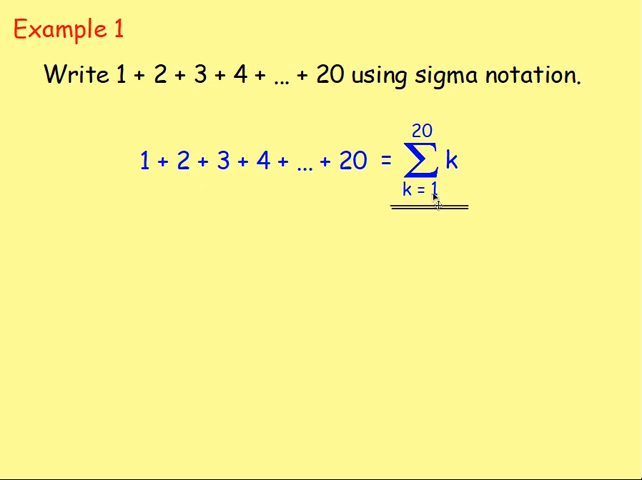 Example 1
Write 1 + 2 + 3 + 4 + ... + 20 using sigma notation.
20
1 + 2 + 3 + 4 + ... + 20 = ∑ k
k = 1